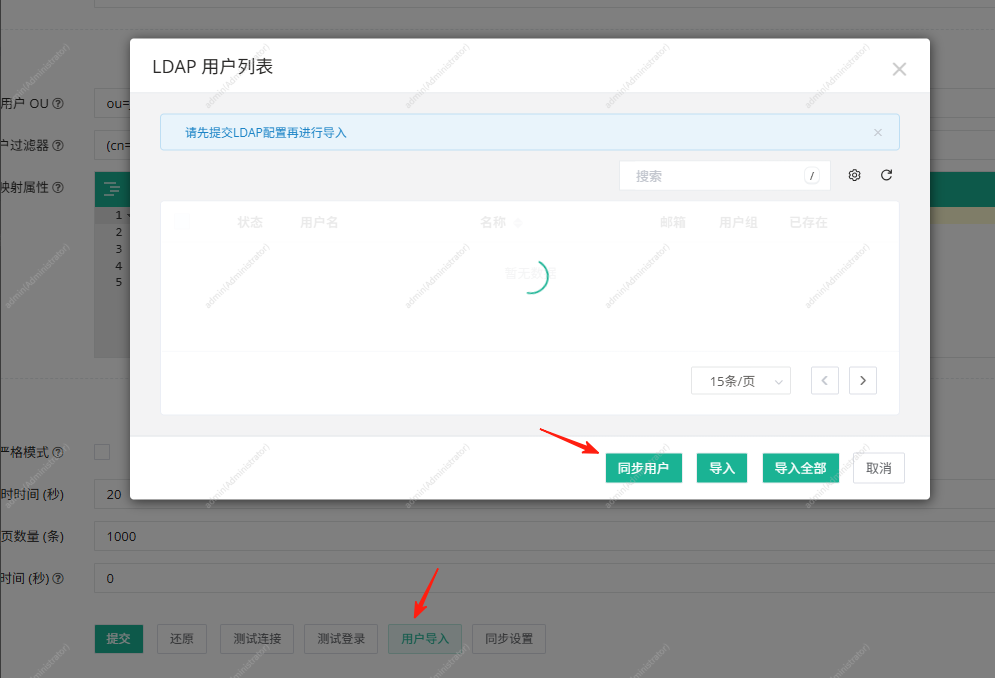 LDAP 用户列表
用户 OU
ou=
请先提交LDAP配置再进行导入
户过滤器
(cn=
搜索 /
映射属性
1
状态 用户名 名称 邮箱 用户组 已存在
2
3
4
5
暂无数
15条/页
严格模式
同步用户 导入 导入全部 取消
时时间 (秒) 20
页数量 (条) 1000
时间 (秒) 0
提交 还原 测试连接 测试登录 用户导入 同步设置
admin(Administrator)